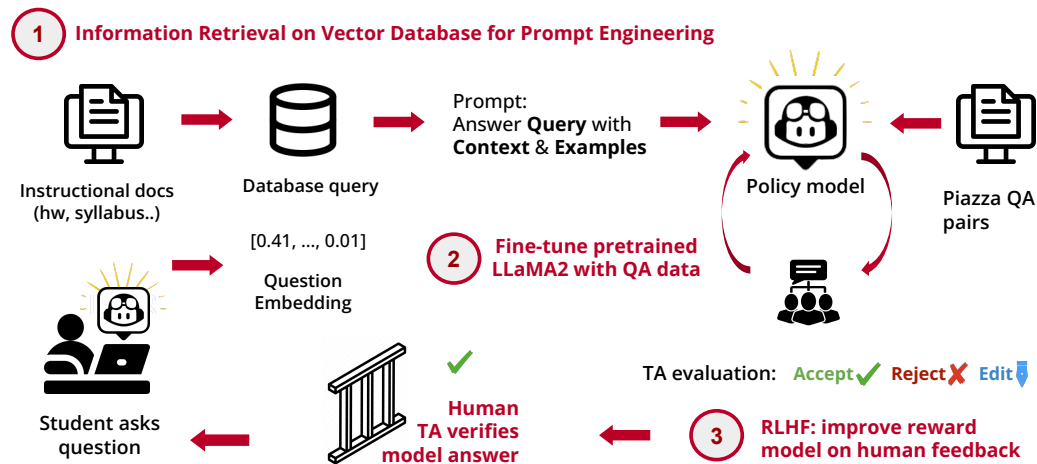 1
Information Retrieval on Vector Database for Prompt Engineering
Instructional docs
(hw, syllabus..)
Database query
Prompt:
Answer Query with
Context & Examples
Policy model
Piazza QA
pairs
[0.41, ..., 0.01]
Question
Embedding
2
Fine-tune pretrained
LLaMA2 with QA data
Student asks
question
Human
TA verifies
model answer
TA evaluation: Accept Reject Edit
3
RLHF: improve reward
model on human feedback